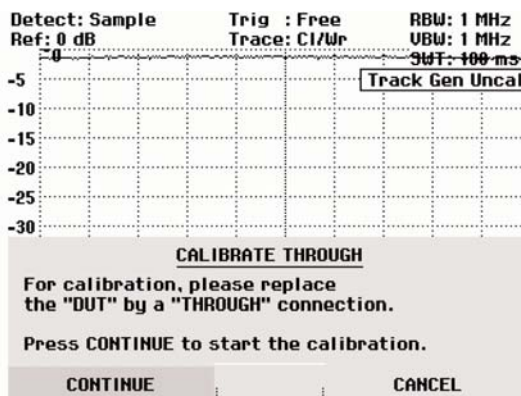 Detect: Sample Trig : Free RBW: 1 MHz
Ref: 0 dB Trace: Cl/Wr VBW: 1 MHz
0 SWT: 100 ms
Track Gen Uncal
-5
-10
-15
-20
-25
-30
CALIBRATE THROUGH
For calibration, please replace
the "DUT" by a "THROUGH" connection.
Press CONTINUE to start the calibration.
CONTINUE CANCEL